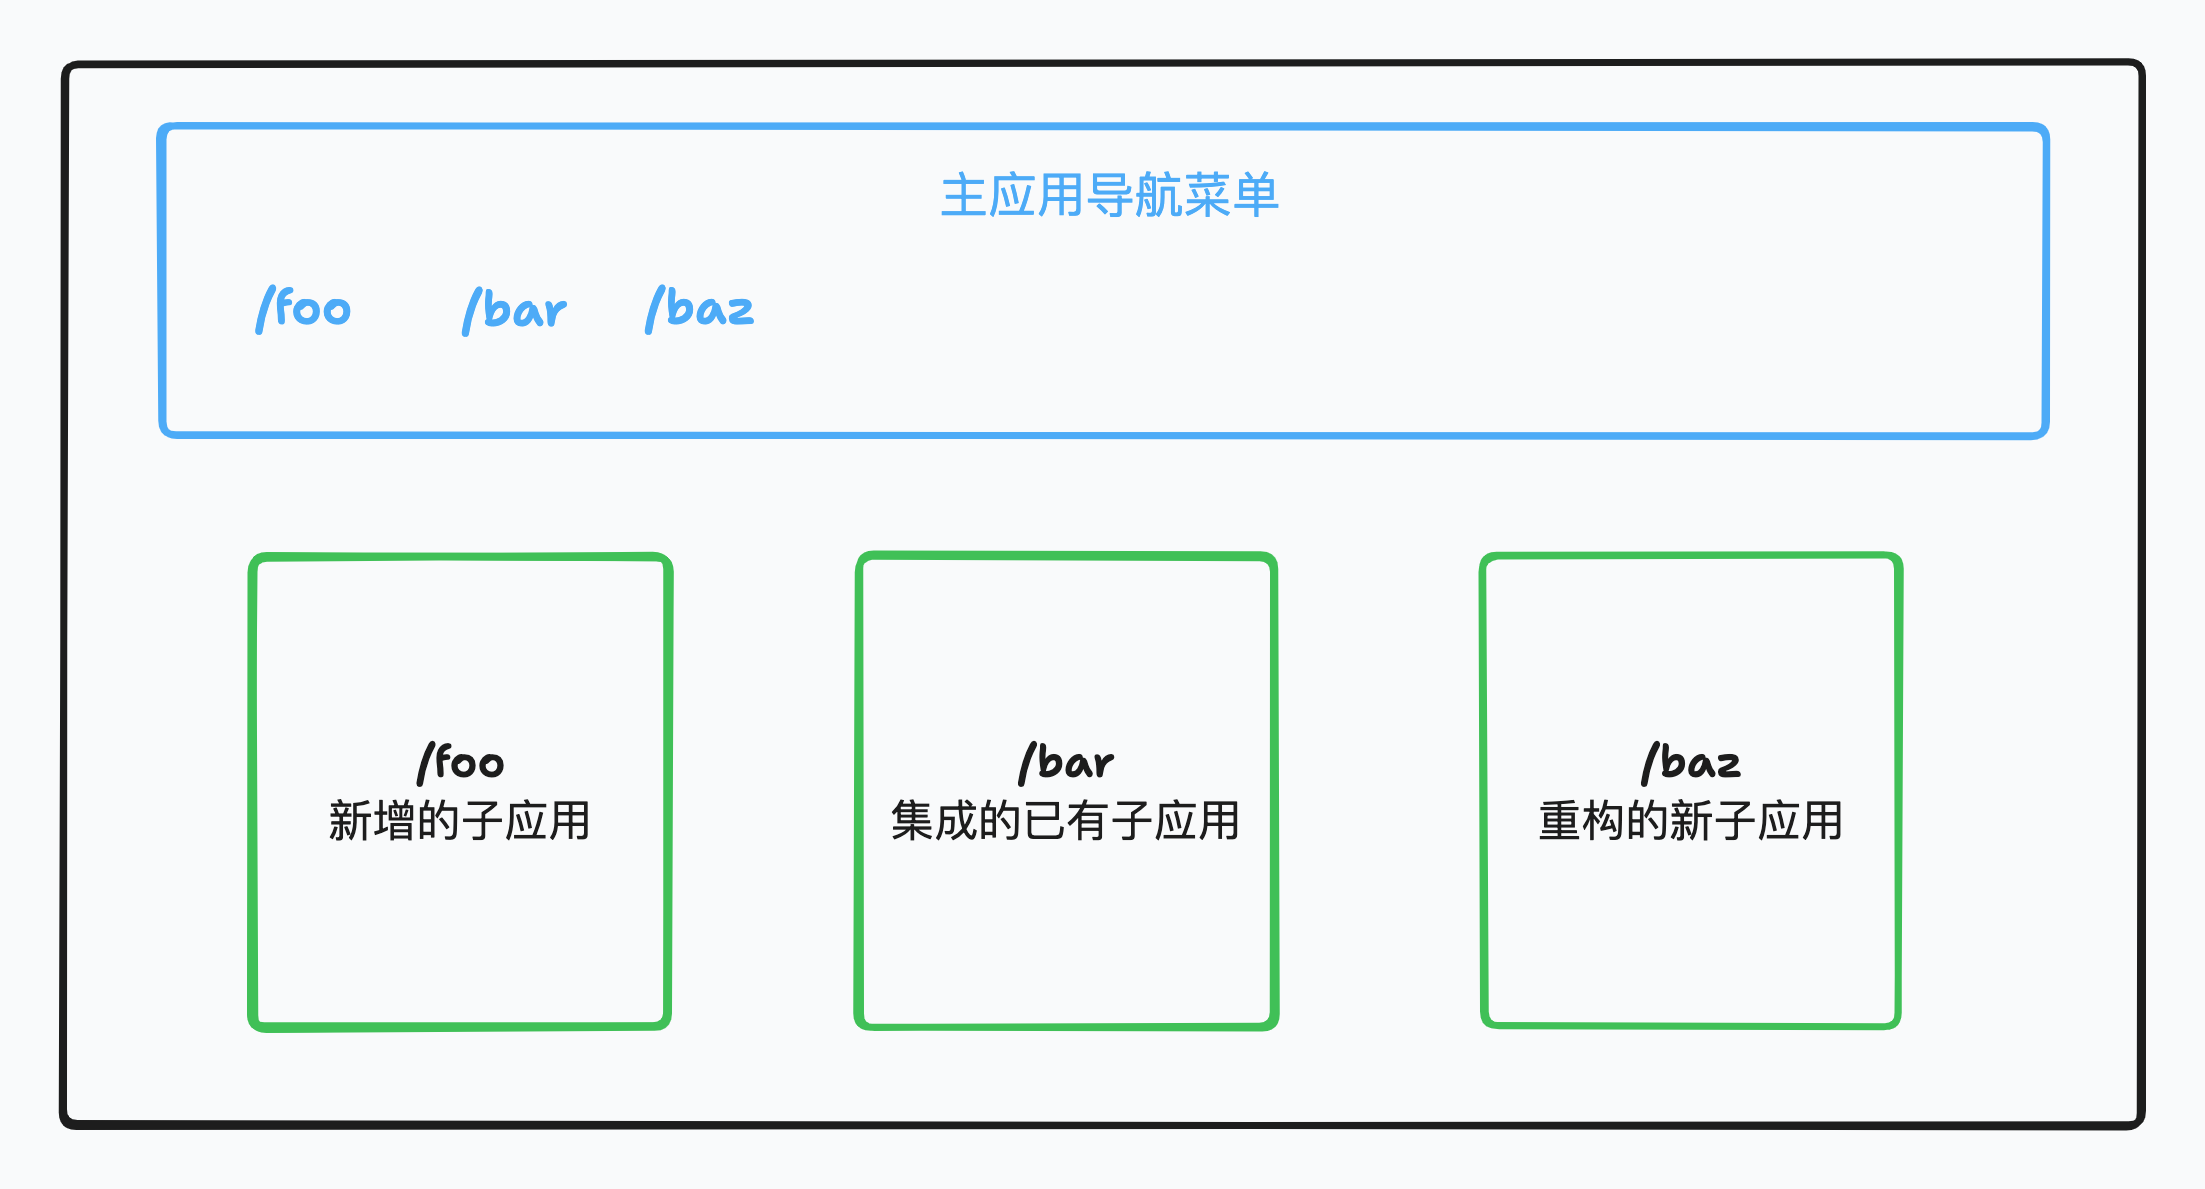 主应用导航菜单
/foo /bar /baz
/foo
新增的子应用
/bar
集成的已有子应用
/baz
重构的新子应用